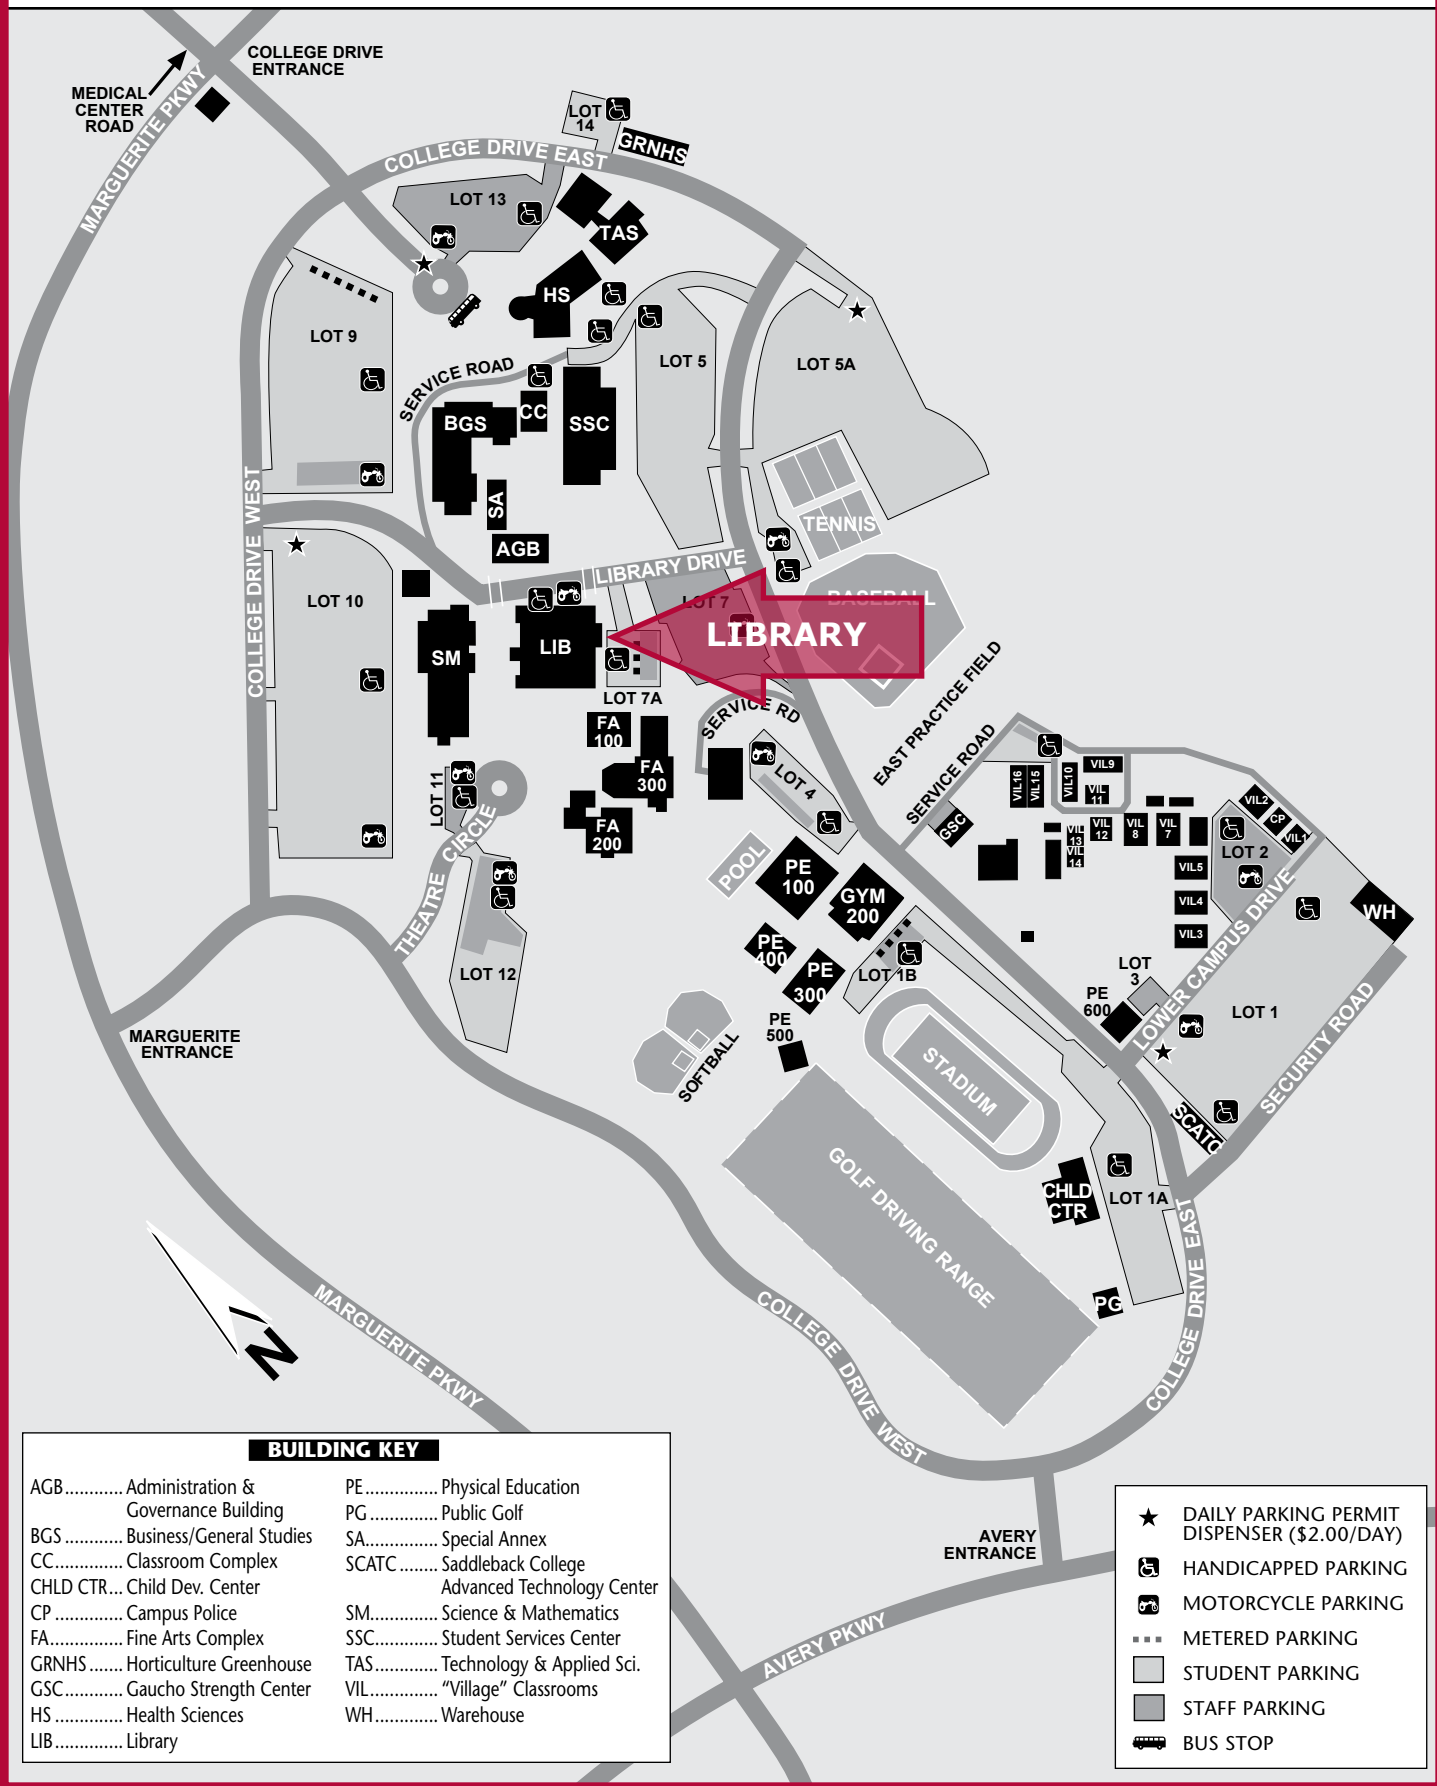 COLLEGE DRIVE
ENTRANCE
MEDICAL
CENTER
ROAD
MARGUERITE PKWY
LOT
14
GRNHS
COLLEGE DRIVE EAST
LOT 13
TAS
HS
LOT 9
SERVICE ROAD
LOT 5
LOT 5A
CC
BGS
SSC
SA
AGB
TENNIS
COLLEGE DRIVE WEST
LIBRARY DRIVE
LOT 10
LOT 7
BASEBALL
LIBRARY
LIB
SM
LOT 7A
SERVICE RD
EAST PRACTICE FIELD
SERVICE ROAD
FA
100
FA
300
FA
200
LOT 11
THEATRE CIRCLE
LOT 4
GSC
VIL16
VIL15
VIL10
VIL9
VIL
11
VIL
13
VIL
14
VIL
12
VIL
8
VIL
7
VIL2
CP
VIL1
LOT 2
VIL5
VIL4
VIL3
WH
POOL
PE
100
GYM
200
PE
400
PE
300
LOT 1B
LOT 12
PE
500
SOFTBALL
STADIUM
LOT
3
PE
600
LOWER CAMPUS DRIVE
LOT 1
SECURITY ROAD
SCATC
MARGUERITE
ENTRANCE
GOLF DRIVING RANGE
CHLD
CTR
LOT 1A
PG
COLLEGE DRIVE EAST
N
MARGUERITE PKWY
COLLEGE DRIVE WEST
AVERY
ENTRANCE
AVERY PKWY
BUILDING KEY
AGB............ Administration &
Governance Building
BGS ............ Business/General Studies
CC.............. Classroom Complex
CHLD CTR... Child Dev. Center
CP .............. Campus Police
FA............... Fine Arts Complex
GRNHS ....... Horticulture Greenhouse
GSC............ Gaucho Strength Center
HS .............. Health Sciences
LIB.............. Library
PE ............... Physical Education
PG .............. Public Golf
SA............... Special Annex
SCATC ........ Saddleback College
Advanced Technology Center
SM.............. Science & Mathematics
SSC............. Student Services Center
TAS............. Technology & Applied Sci.
VIL.............. “Village” Classrooms
WH............. Warehouse
DAILY PARKING PERMIT
DISPENSER ($2.00/DAY)
HANDICAPPED PARKING
MOTORCYCLE PARKING
METERED PARKING
STUDENT PARKING
STAFF PARKING
BUS STOP